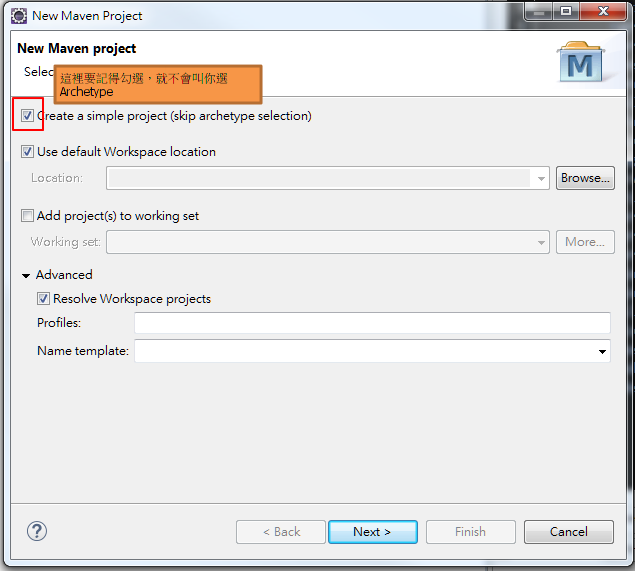 New Maven Project
New Maven project
Selec
這裡要記得勾選，就不會叫你選
Archetype
M
Create a simple project (skip archetype selection)
Use default Workspace location
Location:
Browse...
Add project(s) to working set
Working set:
More...
Advanced
Resolve Workspace projects
Profiles:
Name template:
?
< Back
Next >
Finish
Cancel